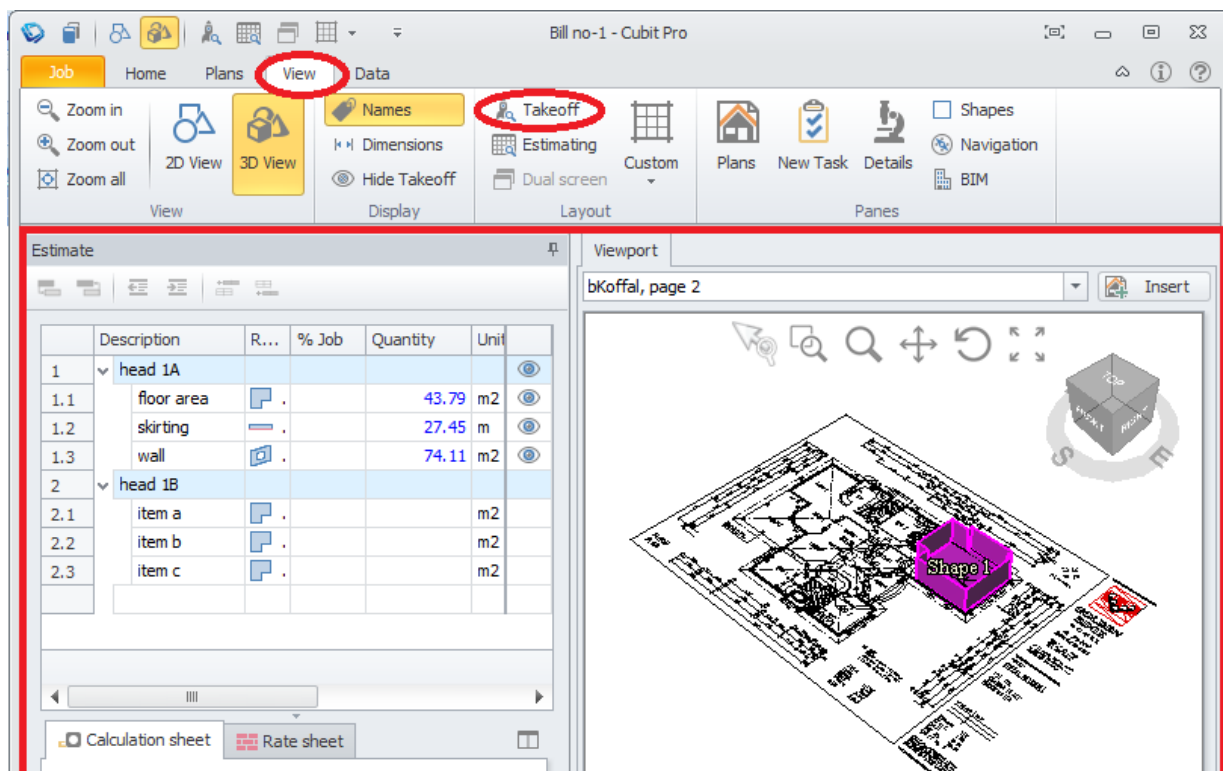 Bill no-1 - Cubit Pro
Job Home Plans View Data
Zoom in
Zoom out
Zoom all
2D View
3D View
View
Names
Dimensions
Hide Takeoff
Display
Takeoff
Estimating
Dual screen
Custom
Layout
Plans
New Task
Details
Shapes
Navigation
BIM
Panes
Estimate
Description R... % Job Quantity Unit
1 head 1A
1.1 floor area . 43.79 m2
1.2 skirting . 27.45 m
1.3 wall . 74.11 m2
2 head 1B
2.1 item a . m2
2.2 item b . m2
2.3 item c . m2
Calculation sheet Rate sheet
Viewport
bKoffal, page 2 Insert
TOP
S E
Shape 1